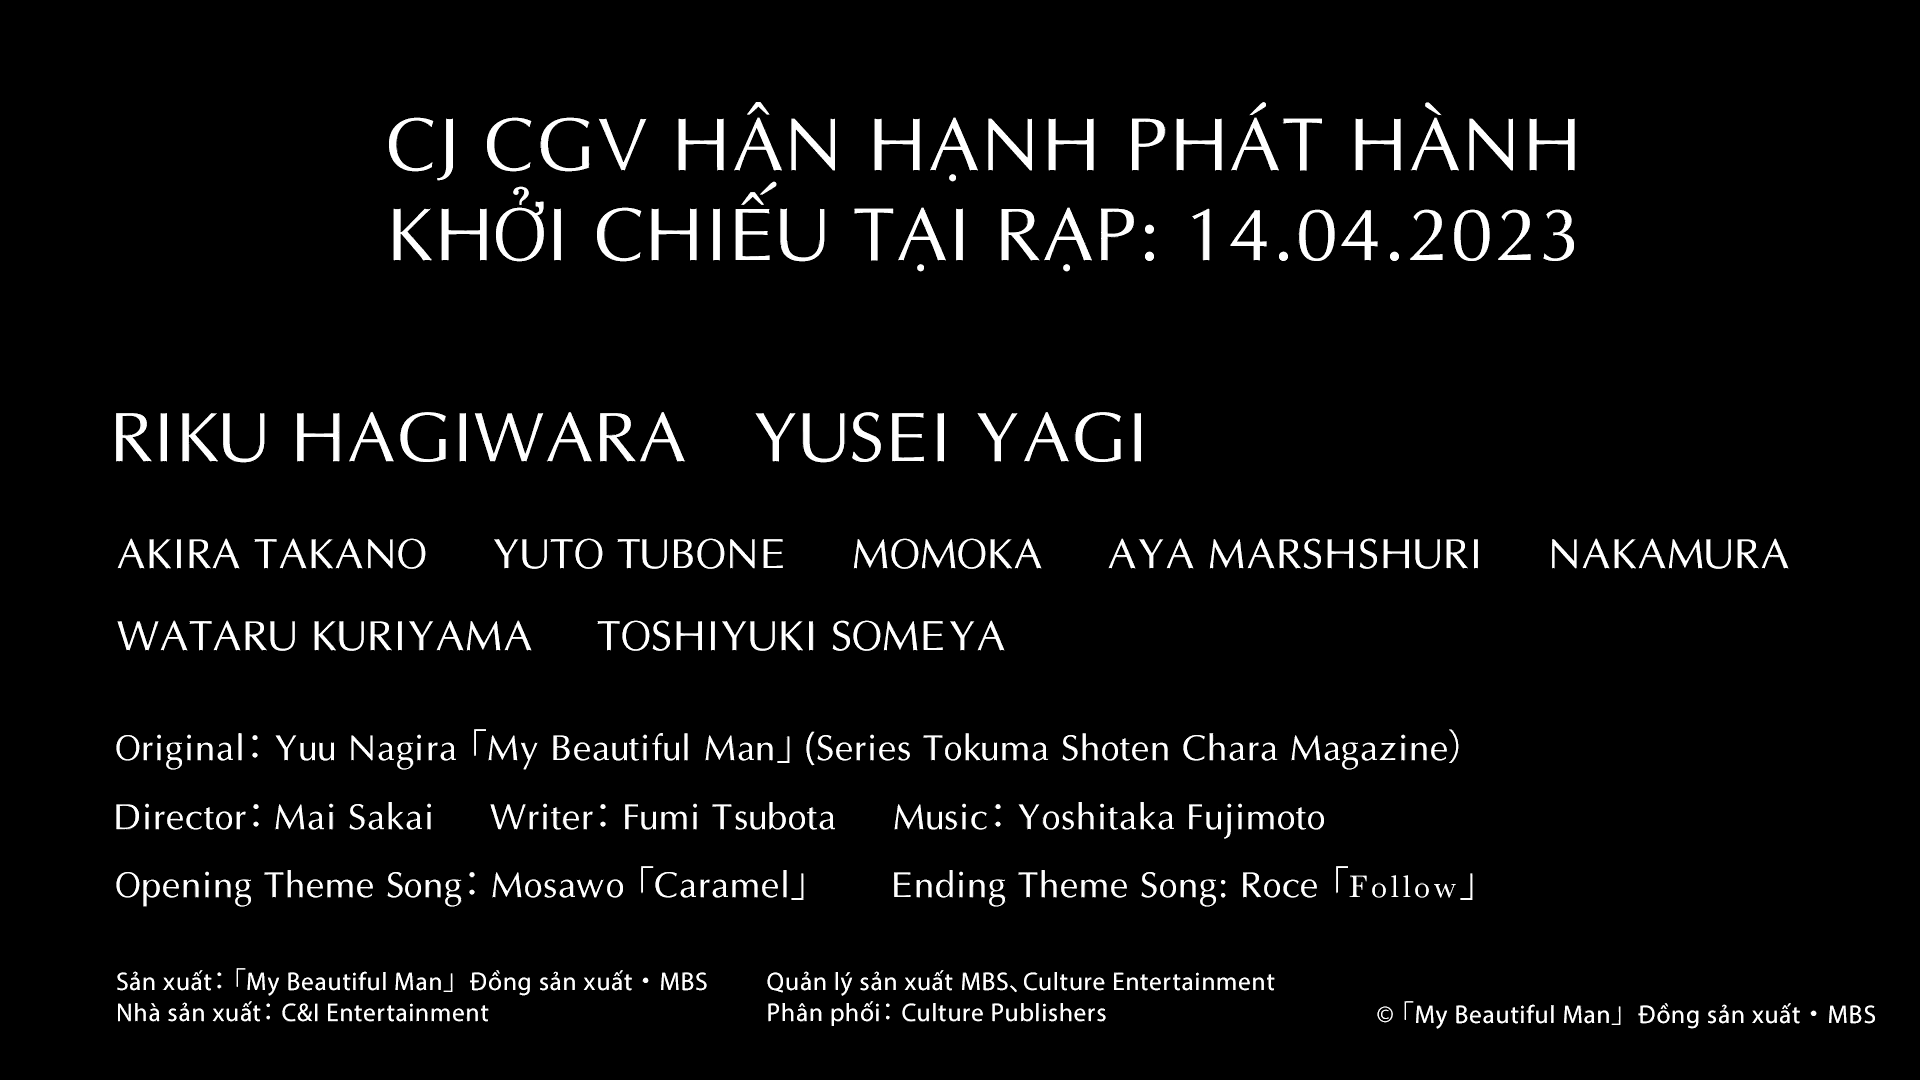 CJ CGV HÂN HẠNH PHÁT HÀNH
KHỞI CHIẾU TẠI RẠP: 14.04.2023
RIKU HAGIWARA YUSEI YAGI
AKIRA TAKANO YUTO TUBONE MOMOKA AYA MARSHSHURI NAKAMURA
WATARU KURIYAMA TOSHIYUKI SOMEYA
Original: Yuu Nagira「My Beautiful Man」(Series Tokuma Shoten Chara Magazine)
Director: Mai Sakai Writer: Fumi Tsubota Music: Yoshitaka Fujimoto
Opening Theme Song: Mosawo「Caramel」 Ending Theme Song: Roce「Follow」
Sản xuất:「My Beautiful Man」Đồng sản xuất・MBS
Nhà sản xuất: C&I Entertainment
Quản lý sản xuất MBS、Culture Entertainment
Phân phối: Culture Publishers
©「My Beautiful Man」Đồng sản xuất・MBS